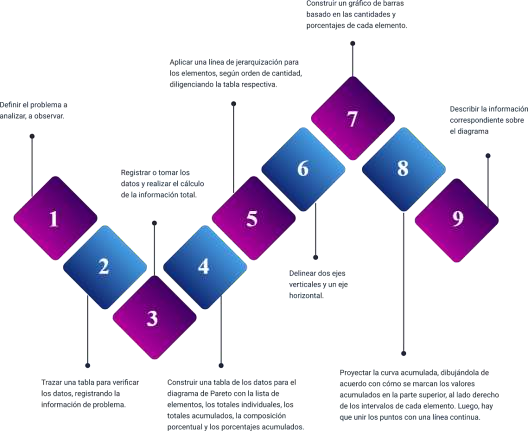 Definir el problema a
analizar, a observar.
1
Trazar una tabla para verificar
los datos, registrando la
información de problema.
2
Registrar o tomar los
datos y realizar el cálculo
de la información total.
3
Construir una tabla de los datos para el
diagrama de Pareto con la lista de
elementos, los totales individuales, los
totales acumulados, la composición
porcentual y los porcentajes acumulados.
4
Aplicar una línea de jerarquización para
los elementos, según orden de cantidad,
diligenciando la tabla respectiva.
5
Delinear dos ejes
verticales y un eje
horizontal.
6
Construir un gráfico de barras
basado en las cantidades y
porcentajes de cada elemento.
7
Proyectar la curva acumulada, dibujándola de
acuerdo con cómo se marcan los valores
acumulados en la parte superior, al lado derecho
de los intervalos de cada elemento. Luego, hay
que unir los puntos con una línea continua.
8
Describir la información
correspondiente sobre
el diagrama
9